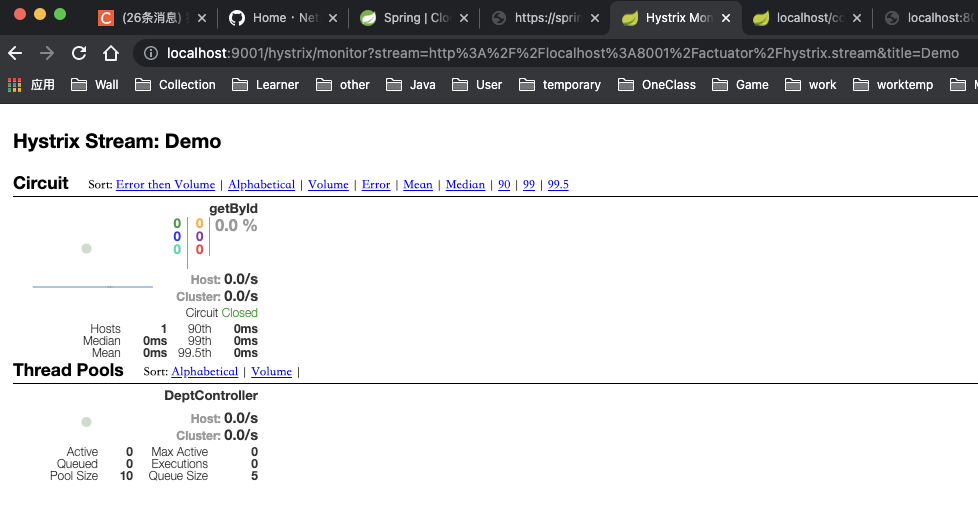 (26条消息)
Home · Net
Spring | Clo
https://sprin
Hystrix Mon
localhost/co
localhost:80
localhost:9001/hystrix/monitor?stream=http%3A%2F%2Flocalhost%3A8001%2Factuator%2Fhystrix.stream&title=Demo
应用 Wall Collection Learner other Java User temporary OneClass Game work worktemp
Hystrix Stream: Demo
Circuit Sort: Error then Volume | Alphabetical | Volume | Error | Mean | Median | 90 | 99 | 99.5
getById
0 0 0.0 %
0 0
0 0
Host: 0.0/s
Cluster: 0.0/s
Circuit Closed
Hosts 1 90th 0ms
Median 0ms 99th 0ms
Mean 0ms 99.5th 0ms
Thread Pools Sort: Alphabetical | Volume |
DeptController
Host: 0.0/s
Cluster: 0.0/s
Active 0 Max Active 0
Queued 0 Executions 0
Pool Size 10 Queue Size 5